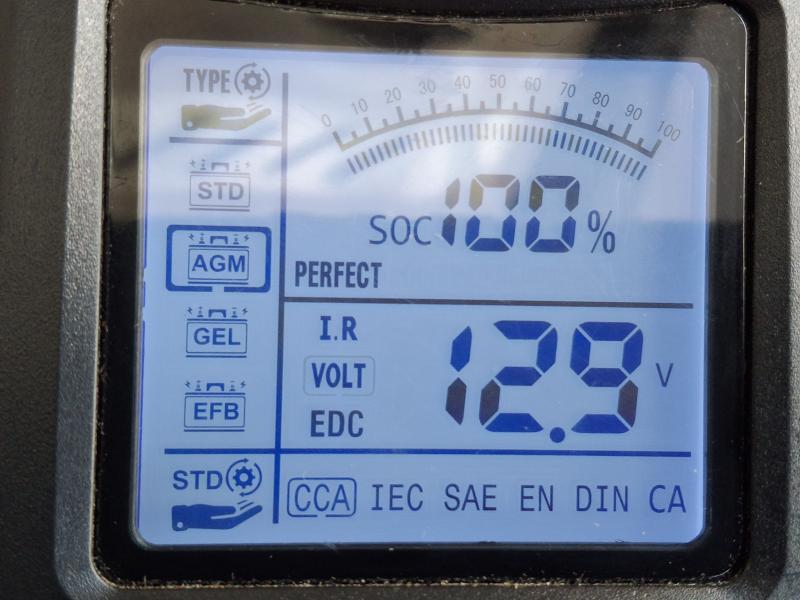 TYPE
STD
AGM
GEL
EFB
STD
0 10 20 30 40 50 60 70 80 90 100
SOC 100 %
PERFECT
I.R
VOLT
EDC
12.9 V
CCA IEC SAE EN DIN CA